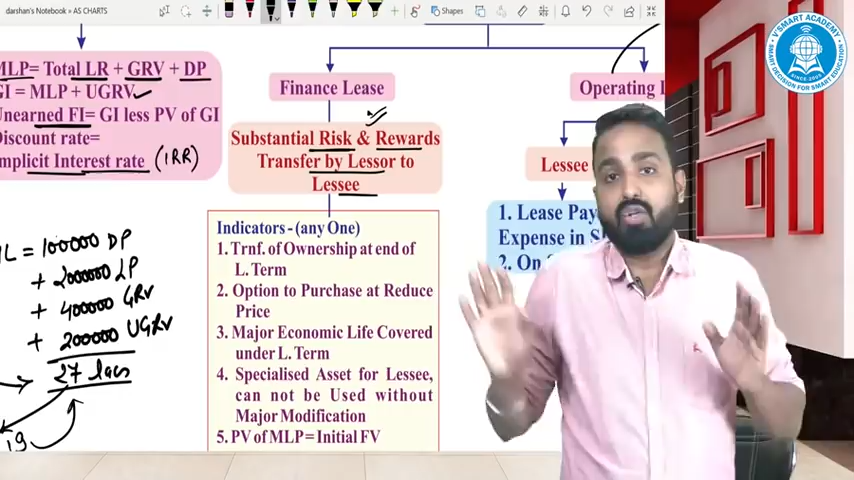 darshan's Notebook » AS CHARTS
Shapes
MLP= Total LR + GRV + DP
GI = MLP + UGRV
Unearned FI= GI less PV of GI
Discount rate=
Implicit Interest rate (IRR)
= 100000 DP
+ 2000000 LP
+ 400000 GRV
+ 200000 UGRV
27 lacs
19
Finance Lease
Substantial Risk & Rewards
Transfer by Lessor to
Lessee
Indicators - (any One)
1. Trnf. of Ownership at end of
L. Term
2. Option to Purchase at Reduce
Price
3. Major Economic Life Covered
under L. Term
4. Specialised Asset for Lessee,
can not be Used without
Major Modification
5. PV of MLP = Initial FV
Operating
Lessee
1. Lease Pay
Expense in
2. On
V'SMART ACADEMY
SMART DECISION FOR SMART EDUCATION
SINCE-2005